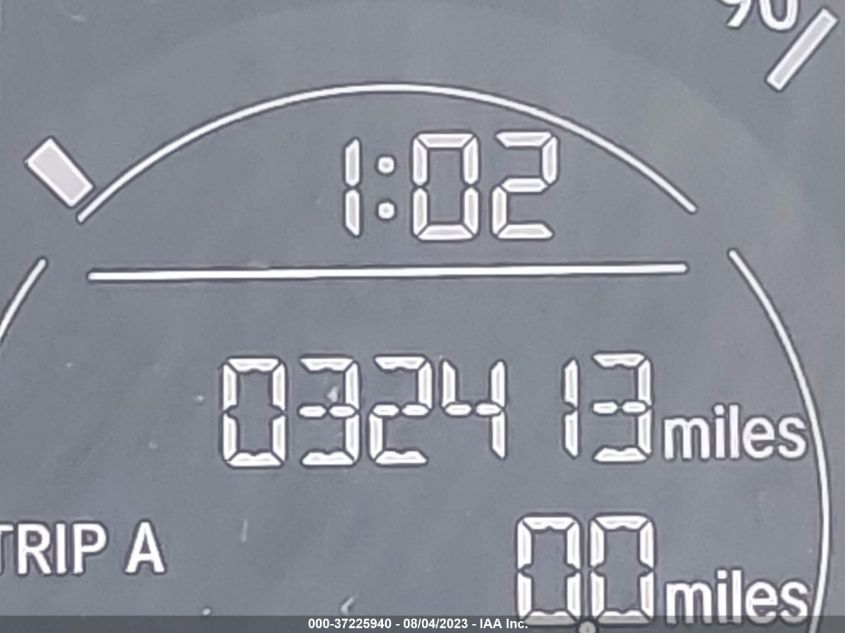 90
1:02
032413 miles
TRIP A 0.0 miles
000-37225940 - 08/04/2023 - IAA Inc.